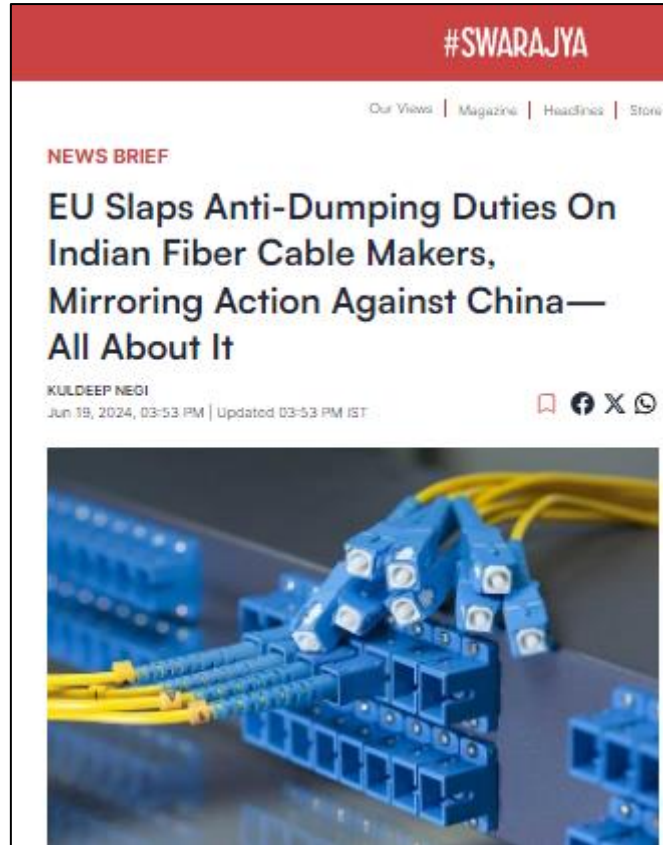 #SWARAJYA
Our Views | Magazine | Headlines | Store
NEWS BRIEF
EU Slaps Anti-Dumping Duties On
Indian Fiber Cable Makers,
Mirroring Action Against China—
All About It
KULDEEP NEGI
Jun 19, 2024, 03:53 PM | Updated 03:53 PM IST